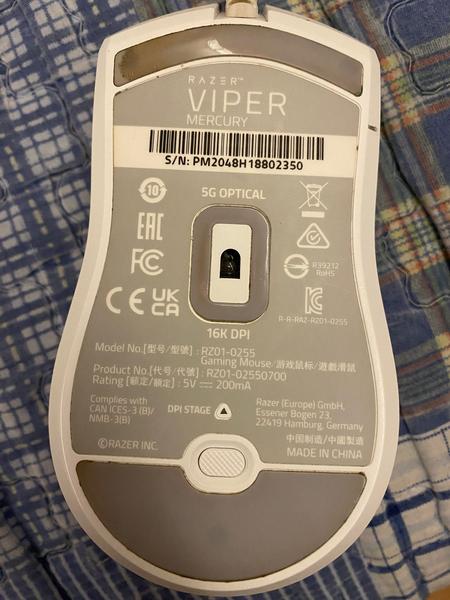 RAZER™
VIPER
MERCURY
S/N: PM2048H18802350
10
5G OPTICAL
EAC
FC
R39212
RoHS
CE UK
CA
R-R-RAZ-RZ01-0255
16K DPI
Model No.[型号/型號] : RZ01-0255
Gaming Mouse/游戏鼠标/遊戲滑鼠
Product No.[代号/代號] : RZ01-02550700
Rating [額定/额定] : 5V ⎓ 200mA
Complies with
CAN ICES-3 (B)/
NMB-3(B)
DPI STAGE
Razer (Europe) GmbH,
Essener Bogen 23,
22419 Hamburg, Germany
中国制造/中國製造
MADE IN CHINA
©RAZER INC.